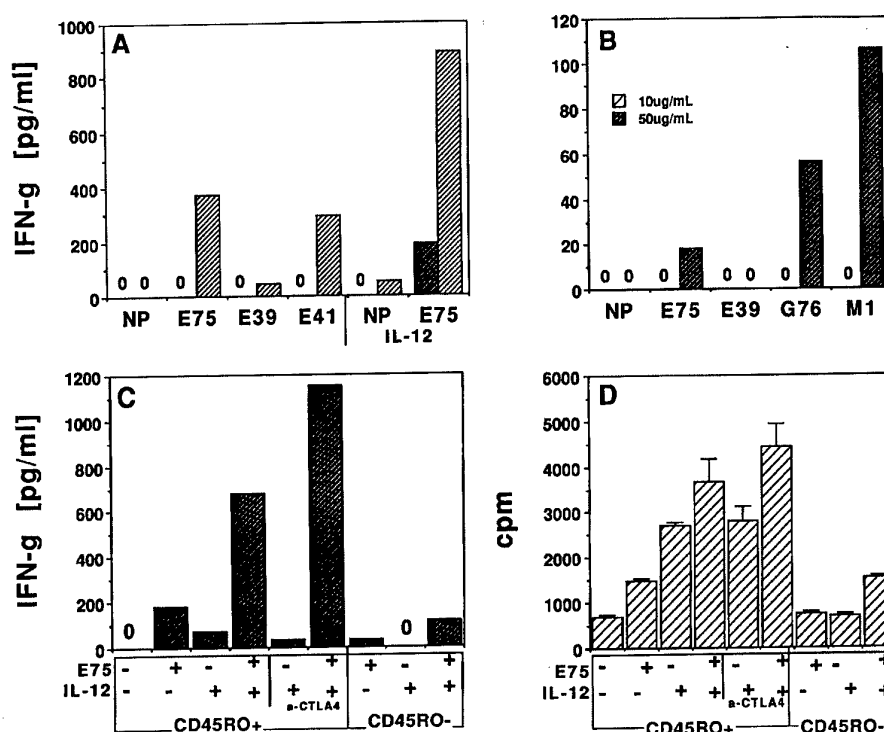 A
IFN-g [pg/ml]
1000
800
600
400
200
0
0 0 0 0 0 0
NP E75 E39 E41 NP E75
IL-12
B
120
100
80
60
40
20
0
10ug/mL
50ug/mL
0 0 0 0 0 0 0
NP E75 E39 G76 M1
C
IFN-g [pg/ml]
1200
1000
800
600
400
200
0
0 0
E75 - + - + - + + - +
IL-12 - - + + + + - + +
a-CTLA4
CD45RO+ CD45RO-
D
cpm
6000
5000
4000
3000
2000
1000
0
E75 - + - + - + + - +
IL-12 - - + + + + - + +
a-CTLA4
CD45RO+ CD45RO-